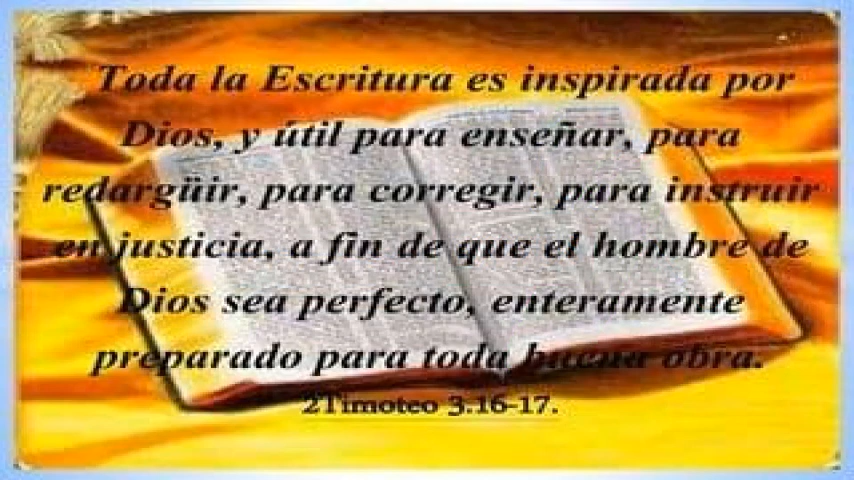 Toda la Escritura es inspirada por
Dios, y útil para enseñar, para
redargüir, para corregir, para instruir
en justicia, a fin de que el hombre de
Dios sea perfecto, enteramente
preparado para toda buena obra.
2Timoteo 3.16-17.